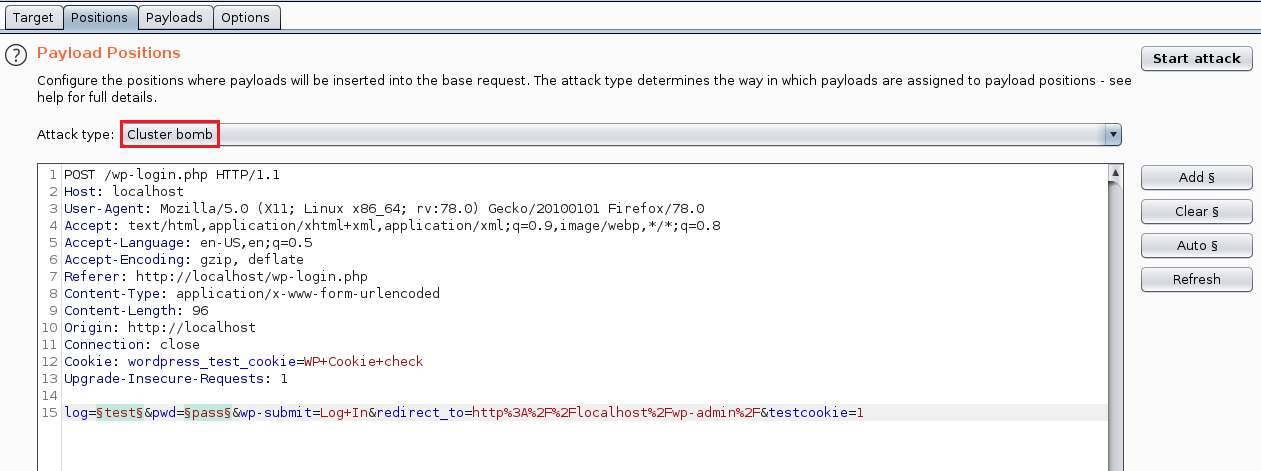 Target Positions Payloads Options
? Payload Positions
Start attack
Configure the positions where payloads will be inserted into the base request. The attack type determines the way in which payloads are assigned to payload positions - see
help for full details.
Attack type: Cluster bomb
1 POST /wp-login.php HTTP/1.1
2 Host: localhost
3 User-Agent: Mozilla/5.0 (X11; Linux x86_64; rv:78.0) Gecko/20100101 Firefox/78.0
4 Accept: text/html,application/xhtml+xml,application/xml;q=0.9,image/webp,*/*;q=0.8
5 Accept-Language: en-US,en;q=0.5
6 Accept-Encoding: gzip, deflate
7 Referer: http://localhost/wp-login.php
8 Content-Type: application/x-www-form-urlencoded
9 Content-Length: 96
10 Origin: http://localhost
11 Connection: close
12 Cookie: wordpress_test_cookie=WP+Cookie+check
13 Upgrade-Insecure-Requests: 1
14
15 log=§test§&pwd=§pass§&wp-submit=Log+In&redirect_to=http%3A%2F%2Flocalhost%2Fwp-admin%2F&testcookie=1
Add §
Clear §
Auto §
Refresh